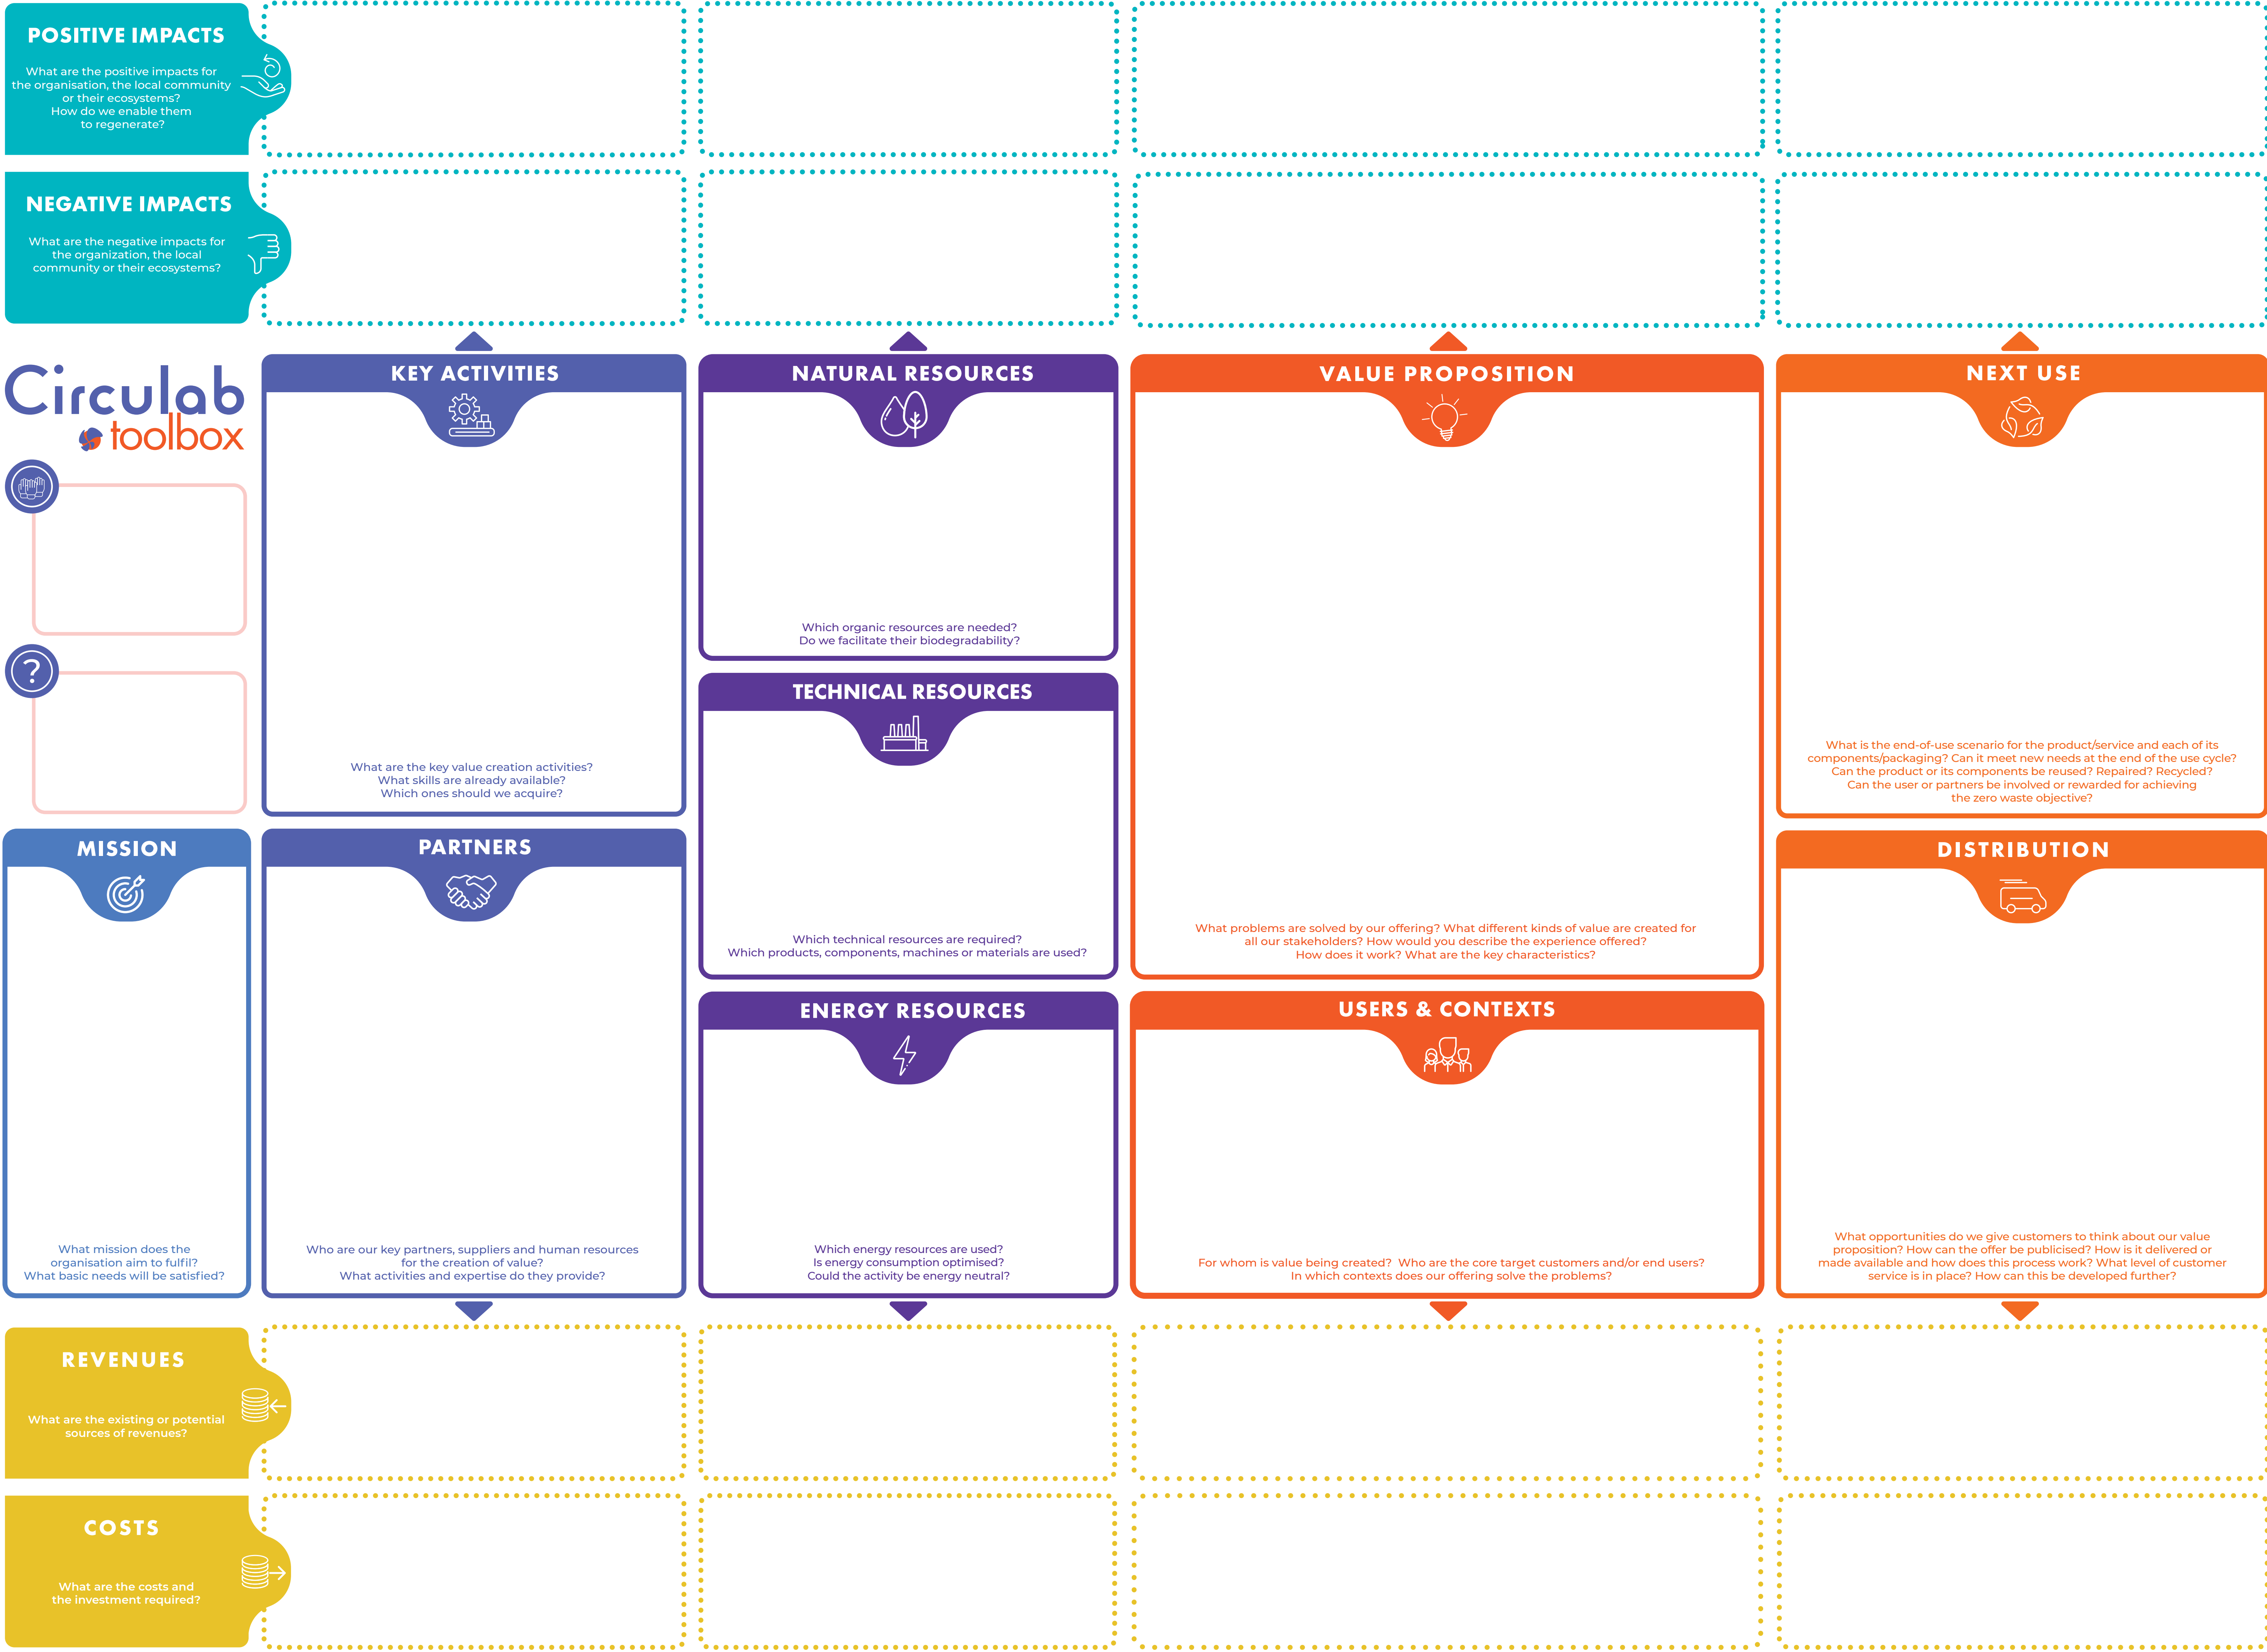 POSITIVE IMPACTS
What are the positive impacts for
the organisation, the local community
or their ecosystems?
How do we enable them
to regenerate?
NEGATIVE IMPACTS
What are the negative impacts for
the organization, the local
community or their ecosystems?
Circulab
toolbox
?
KEY ACTIVITIES
What are the key value creation activities?
What skills are already available?
Which ones should we acquire?
NATURAL RESOURCES
Which organic resources are needed?
Do we facilitate their biodegradability?
TECHNICAL RESOURCES
Which technical resources are required?
Which products, components, machines or materials are used?
VALUE PROPOSITION
What problems are solved by our offering? What different kinds of value are created for
all our stakeholders? How would you describe the experience offered?
How does it work? What are the key characteristics?
NEXT USE
What is the end-of-use scenario for the product/service and each of its
components/packaging? Can it meet new needs at the end of the use cycle?
Can the product or its components be reused? Repaired? Recycled?
Can the user or partners be involved or rewarded for achieving
the zero waste objective?
MISSION
What mission does the
organisation aim to fulfil?
What basic needs will be satisfied?
PARTNERS
Who are our key partners, suppliers and human resources
for the creation of value?
What activities and expertise do they provide?
ENERGY RESOURCES
Which energy resources are used?
Is energy consumption optimised?
Could the activity be energy neutral?
USERS & CONTEXTS
For whom is value being created? Who are the core target customers and/or end users?
In which contexts does our offering solve the problems?
DISTRIBUTION
What opportunities do we give customers to think about our value
proposition? How can the offer be publicised? How is it delivered or
made available and how does this process work? What level of customer
service is in place? How can this be developed further?
REVENUES
What are the existing or potential
sources of revenues?
COSTS
What are the costs and
the investment required?